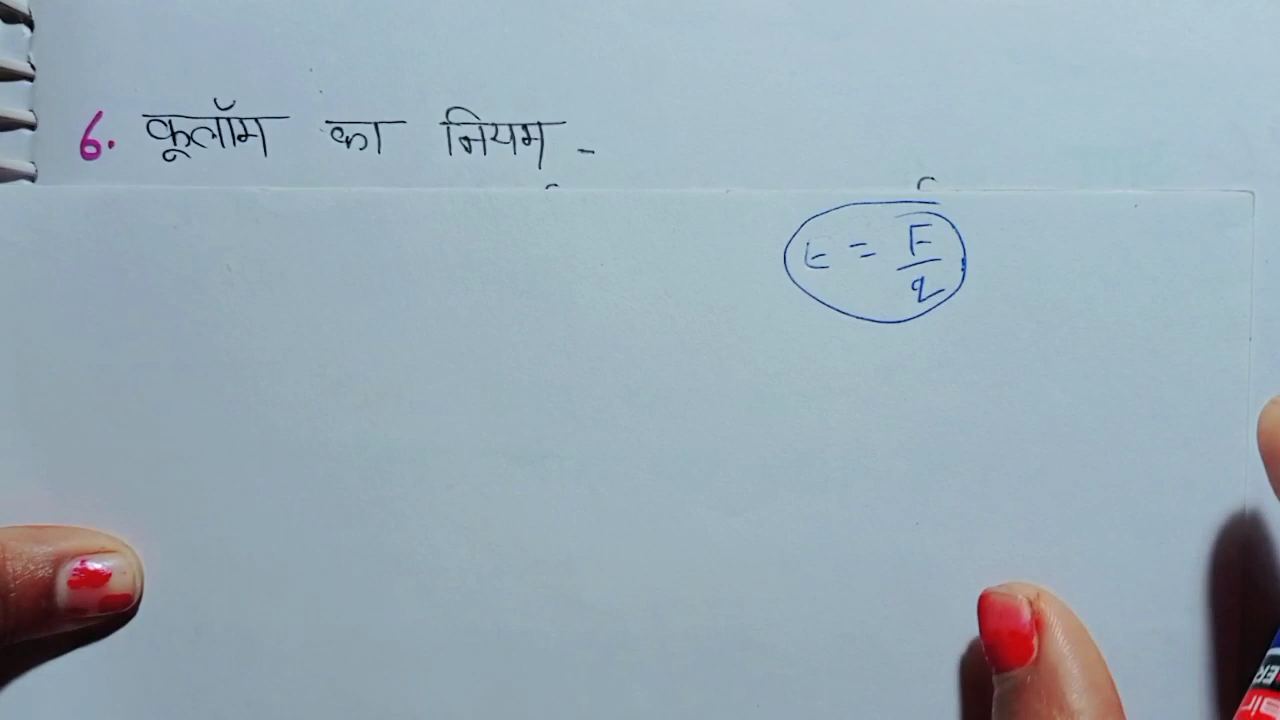 6. कूलॉम का नियम -
E = F/q